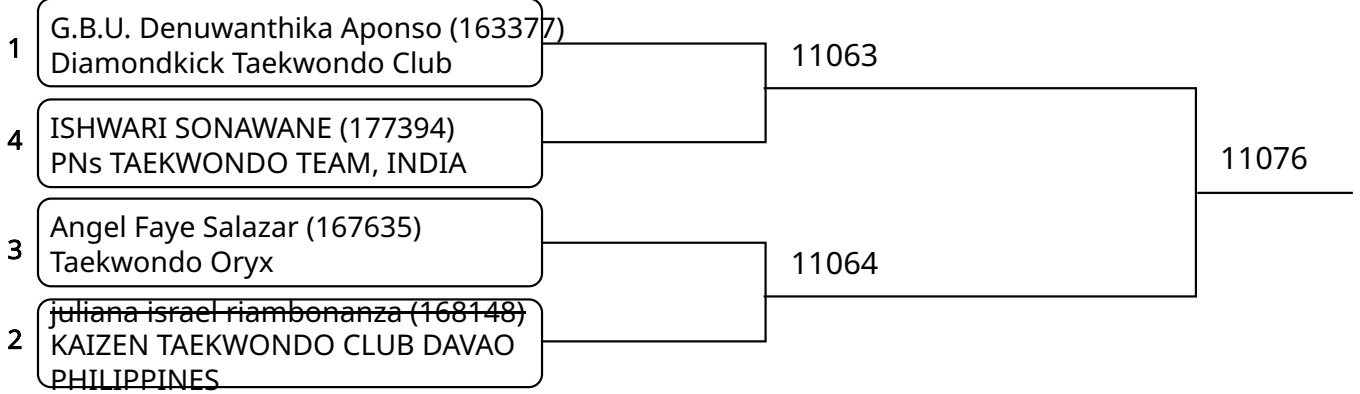 1
G.B.U. Denuwanthika Aponso (163377)
Diamondkick Taekwondo Club
11063
4
ISHWARI SONAWANE (177394)
PNs TAEKWONDO TEAM, INDIA
11076
3
Angel Faye Salazar (167635)
Taekwondo Oryx
11064
2
juliana israel riambonanza (168148)
KAIZEN TAEKWONDO CLUB DAVAO
PHILIPPINES